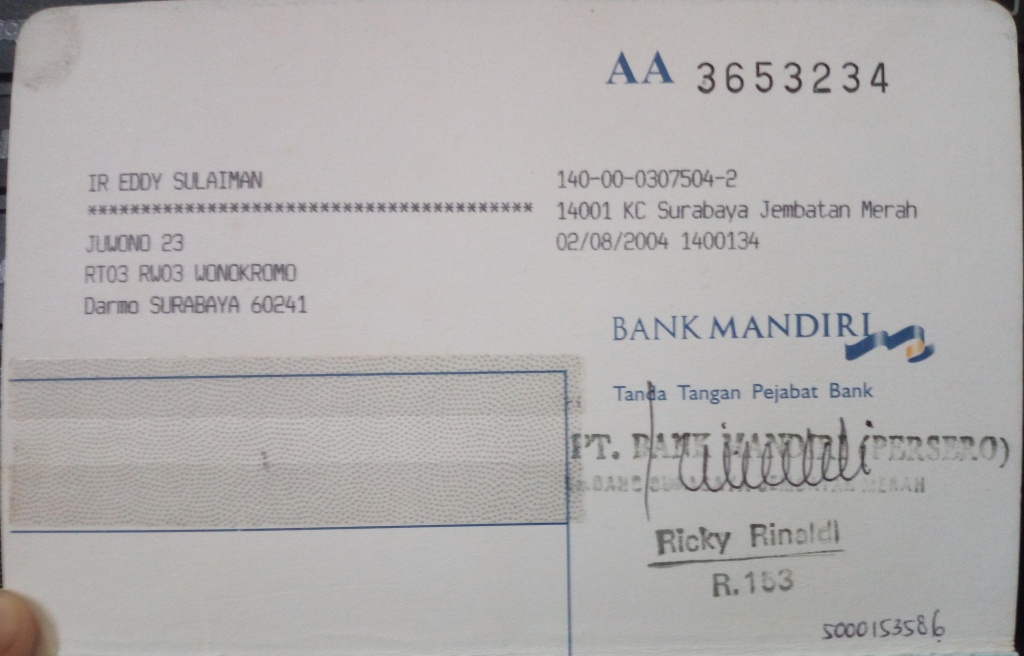 AA 3653234
IR EDDY SULAIMAN
***************************************
JUWONO 23
RT03 RW03 WONOKROMO
Darmo SURABAYA 60241
140-00-0307504-2
14001 KC Surabaya Jembatan Merah
02/08/2004 1400134
BANK MANDIRI
Tanda Tangan Pejabat Bank
PT. BANK MANDIRI (PERSERO)
MERAH
Ricky Rinaldi
R.153
5000153586